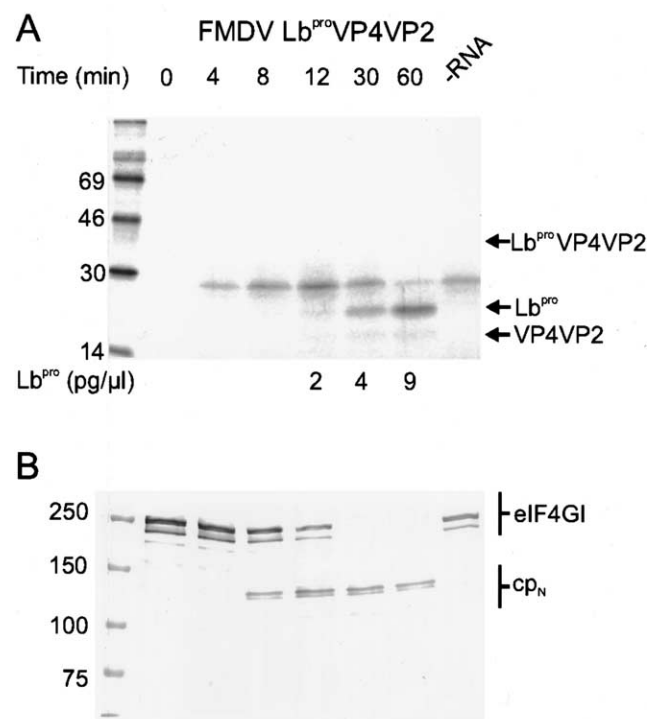 A
FMDV LbᵖʳᵒVP4VP2
Time (min) 0 4 8 12 30 60 -RNA
69
46
LbᵖʳᵒVP4VP2
30
Lbᵖʳᵒ
VP4VP2
14
Lbᵖʳᵒ (pg/µl) 2 4 9
B
250
eIF4GI
150
cpN
100
75